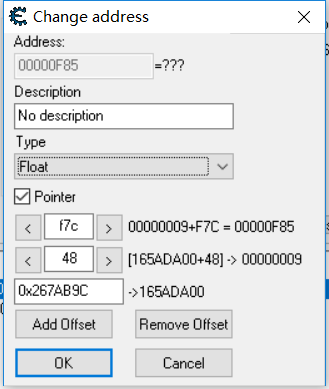 Change address
Address:
00000F85 =???
Description
No description
Type
Float
Pointer
< f7c > 00000009+F7C = 00000F85
< 48 > [165ADA00+48] -> 00000009
0x267AB9C ->165ADA00
Add Offset Remove Offset
OK Cancel